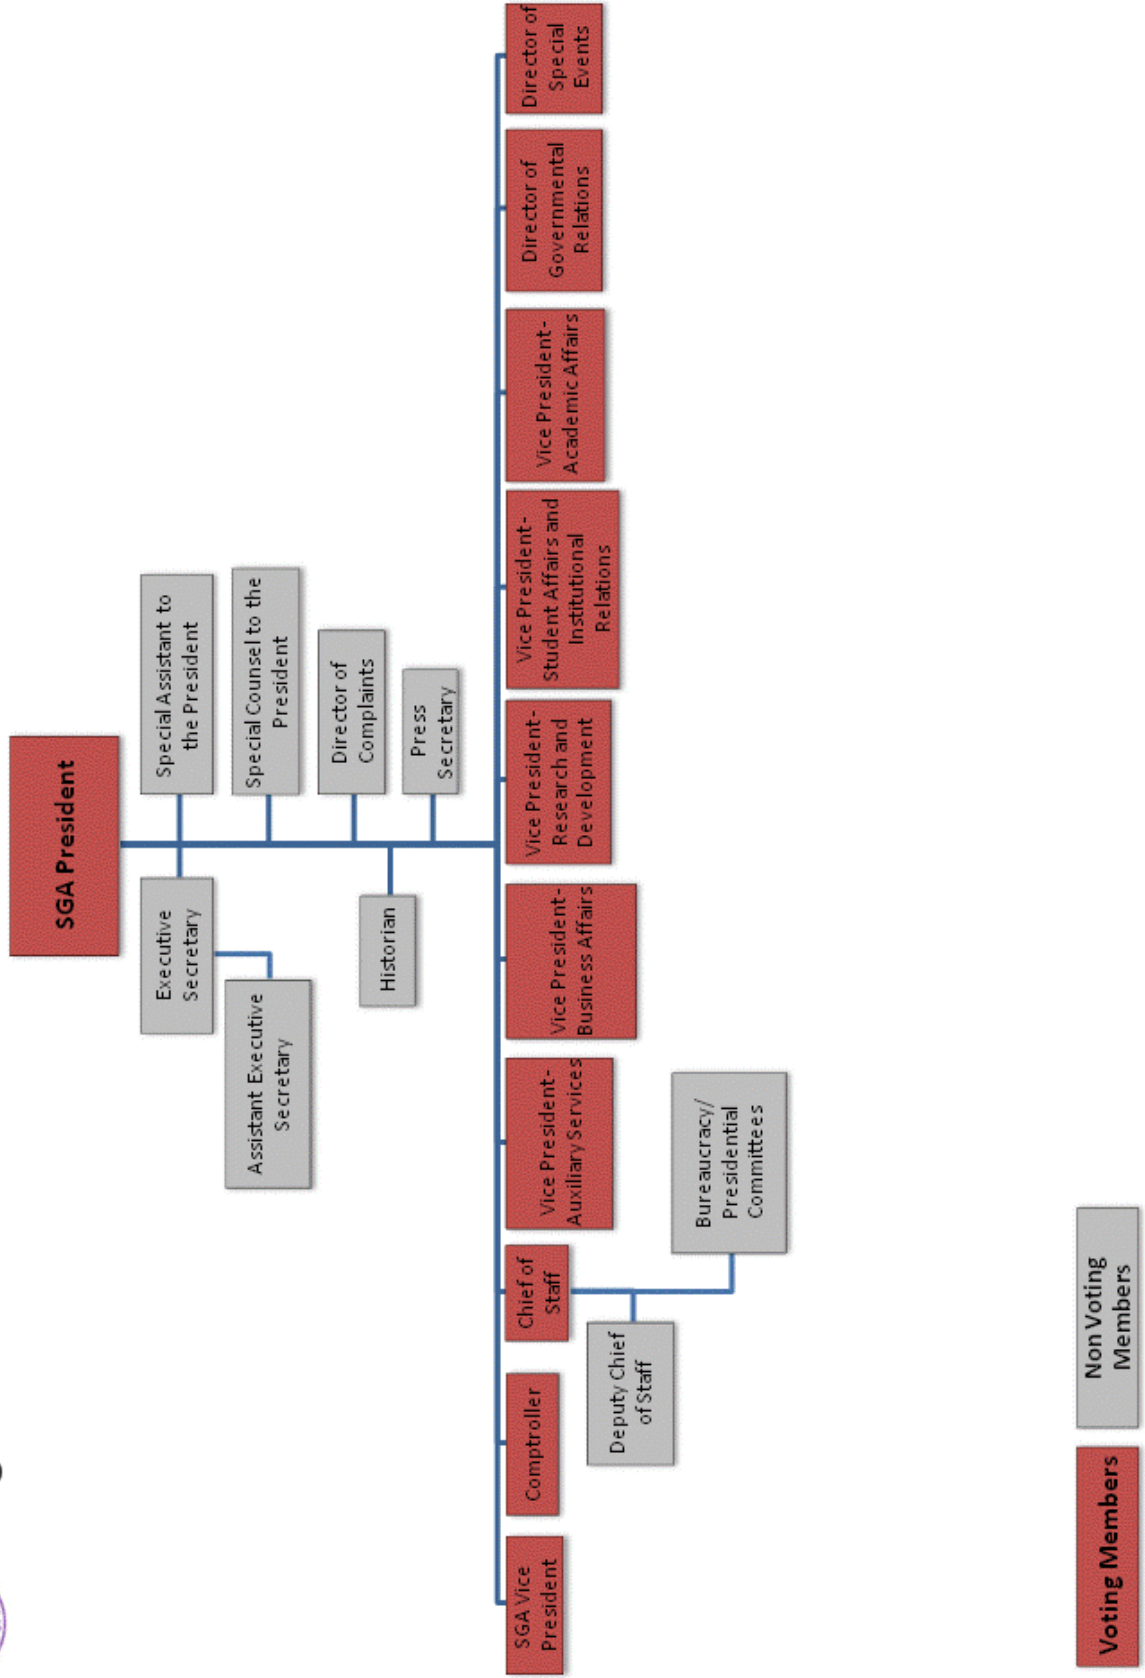 SGA President
Executive
Secretary
Special Assistant to
the President
Assistant Executive
Secretary
Special Counsel to the
President
Director of
Complaints
Historian
Press
Secretary
SGA Vice
President
Comptroller
Chief of
Staff
Vice President-
Auxiliary Services
Vice President-
Business Affairs
Vice President-
Research and
Development
Vice President-
Student Affairs and
Institutional
Relations
Vice President-
Academic Affairs
Director of
Governmental
Relations
Director of
Special
Events
Deputy Chief
of Staff
Bureaucracy/
Presidential
Committees
Voting Members
Non Voting
Members